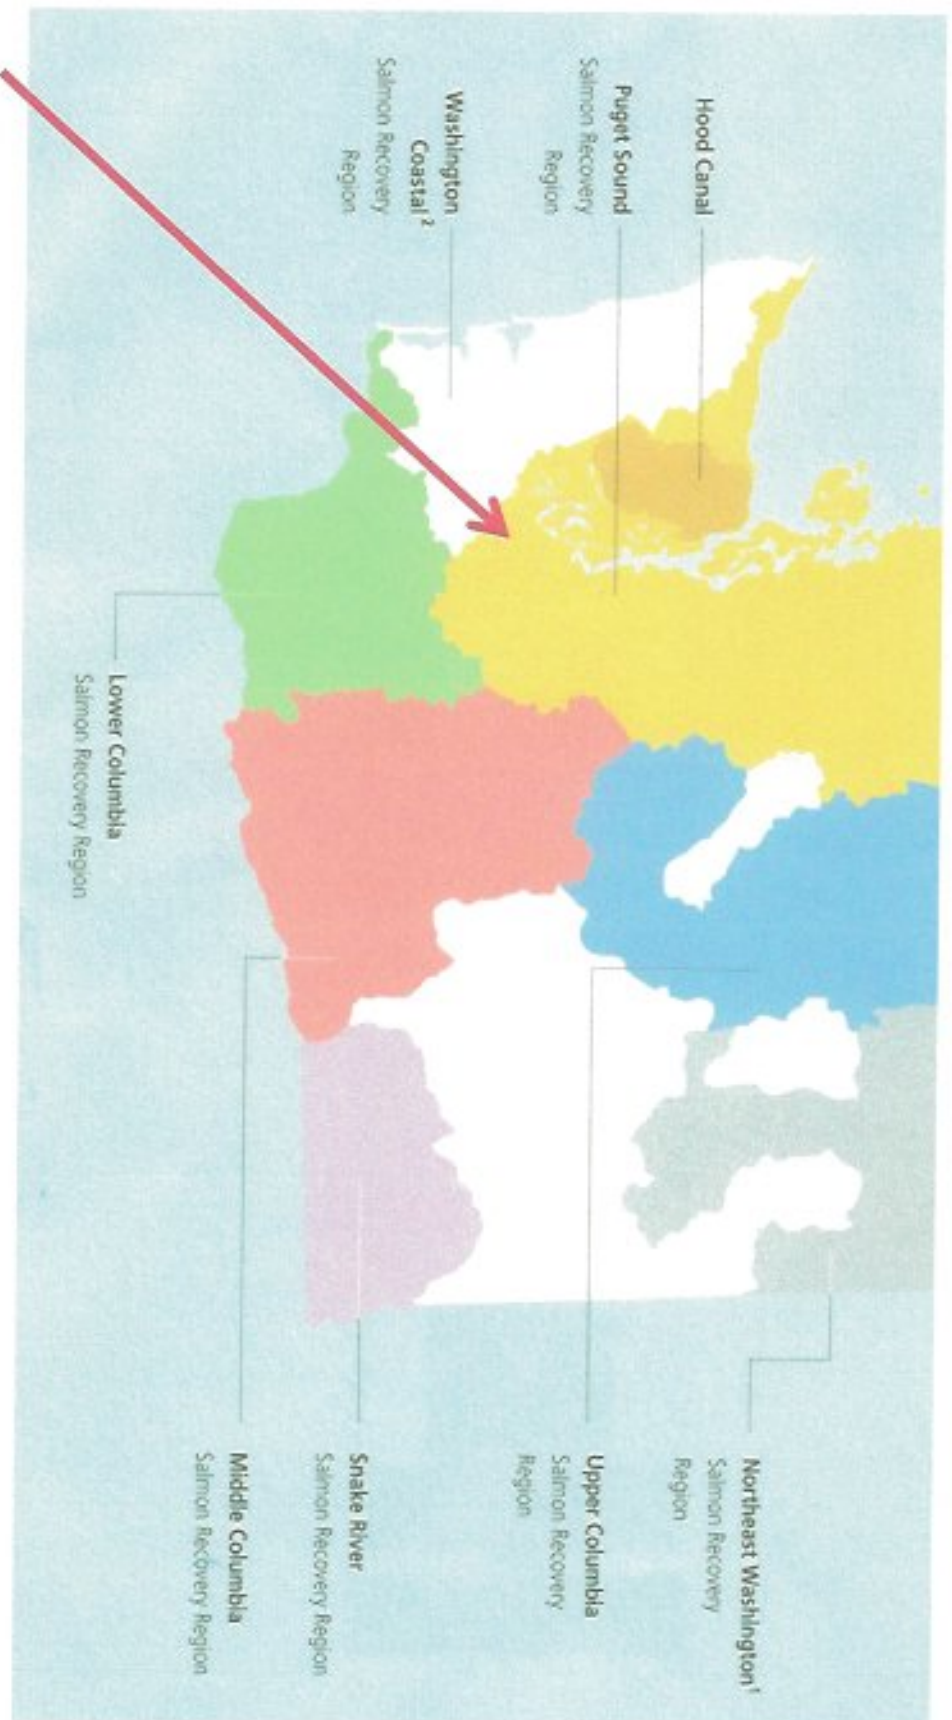 Hood Canal
Puget Sound
Salmon Recovery
Region
Washington
Coastal²
Salmon Recovery
Region
Lower Columbia
Salmon Recovery Region
Northeast Washington¹
Salmon Recovery
Region
Upper Columbia
Salmon Recovery
Region
Snake River
Salmon Recovery Region
Middle Columbia
Salmon Recovery Region